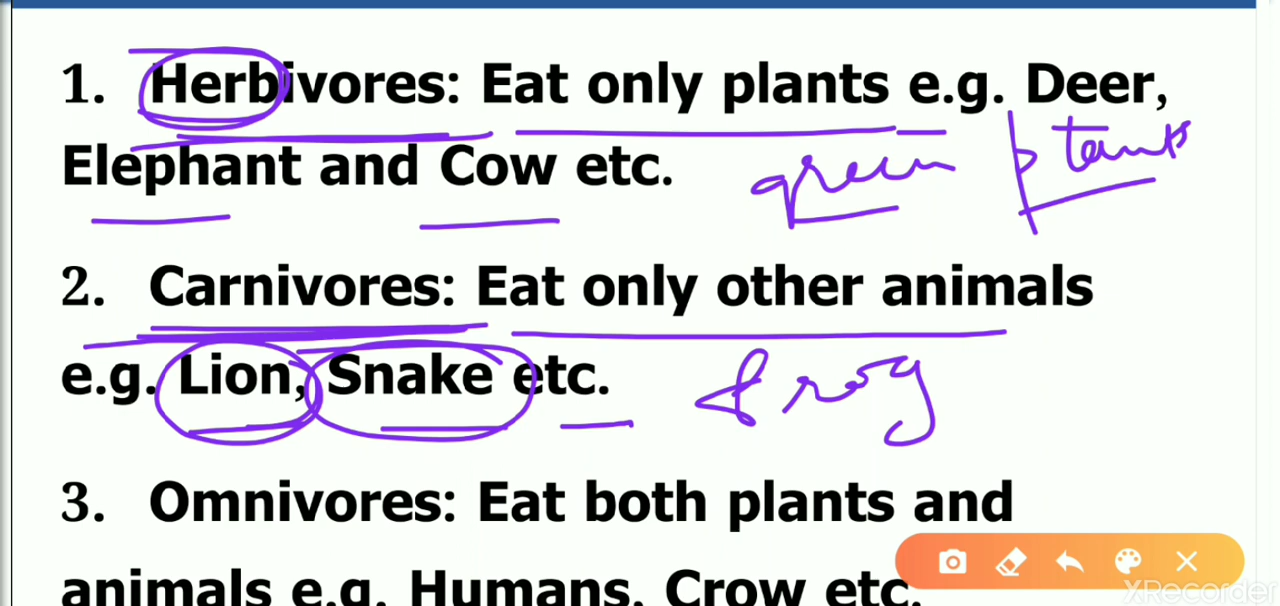 1. Herbivores: Eat only plants e.g. Deer,
Elephant and Cow etc.
green plants
2. Carnivores: Eat only other animals
e.g. Lion, Snake etc.
frog
3. Omnivores: Eat both plants and
animals e.g. Humans, Crow etc.
XRecorder